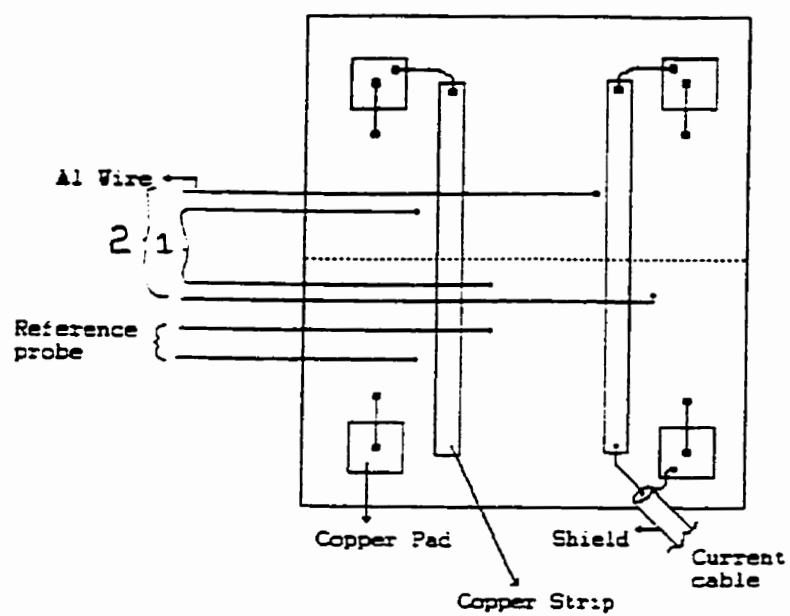 Al Wire
2
1
Reference
probe
Copper Pad
Shield
Current
cable
Copper Strip